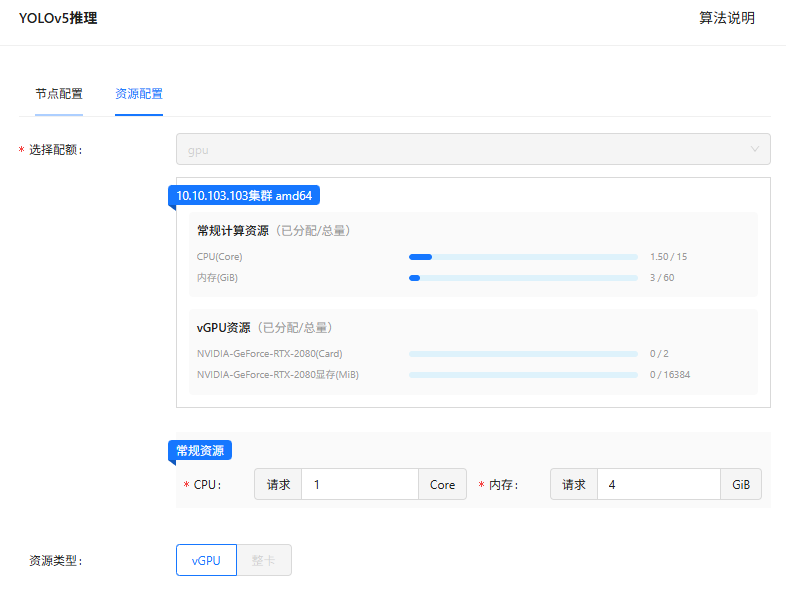 YOLOv5推理 算法说明
节点配置 资源配置
* 选择配额: gpu
10.10.103.103集群 amd64
常规计算资源（已分配/总量）
CPU(Core) 1.50 / 15
内存(GiB) 3 / 60
vGPU资源（已分配/总量）
NVIDIA-GeForce-RTX-2080(Card) 0 / 2
NVIDIA-GeForce-RTX-2080显存(MiB) 0 / 16384
常规资源
* CPU: 请求 1 Core * 内存: 请求 4 GiB
资源类型: vGPU 整卡